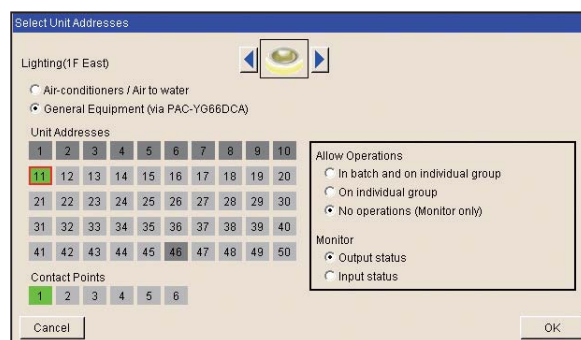 Select Unit Addresses
Lighting(1F East)
Air-conditioners / Air to water
General Equipment (via PAC-YG66DCA)
Unit Addresses
1 2 3 4 5 6 7 8 9 10
11 12 13 14 15 16 17 18 19 20
21 22 23 24 25 26 27 28 29 30
31 32 33 34 35 36 37 38 39 40
41 42 43 44 45 46 47 48 49 50
Contact Points
1 2 3 4 5 6
Allow Operations
In batch and on individual group
On individual group
No operations (Monitor only)
Monitor
Output status
Input status
Cancel
OK